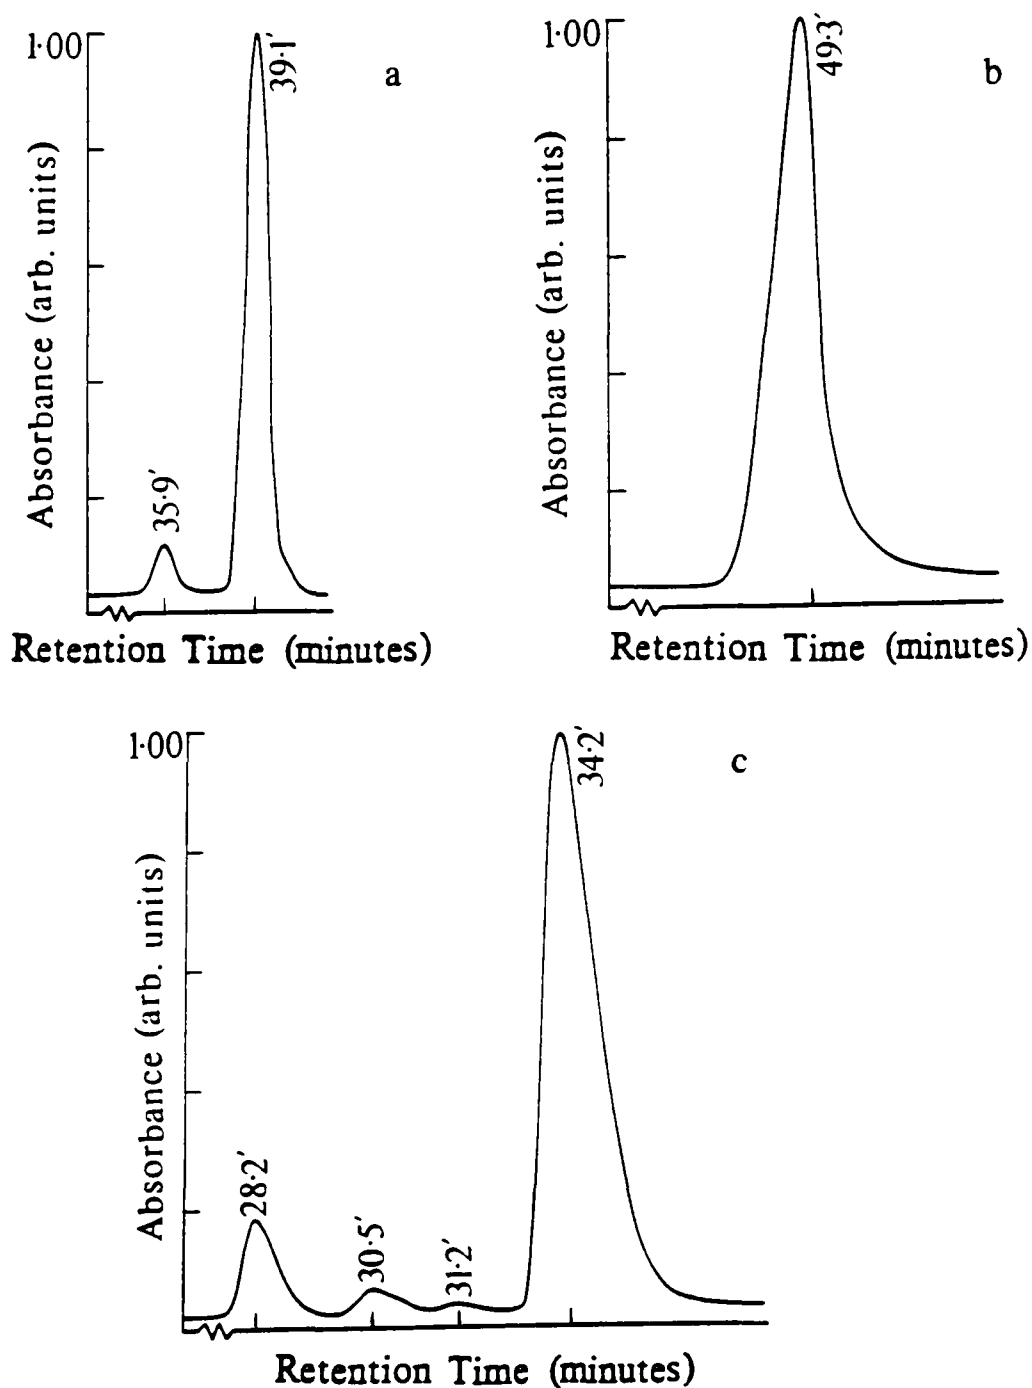 1·00
39·1′
a
35·9′
Absorbance (arb. units)
Retention Time (minutes)
1·00
49·3′
b
Absorbance (arb. units)
Retention Time (minutes)
1·00
34·2′
c
28·2′
30·5′
31·2′
Absorbance (arb. units)
Retention Time (minutes)